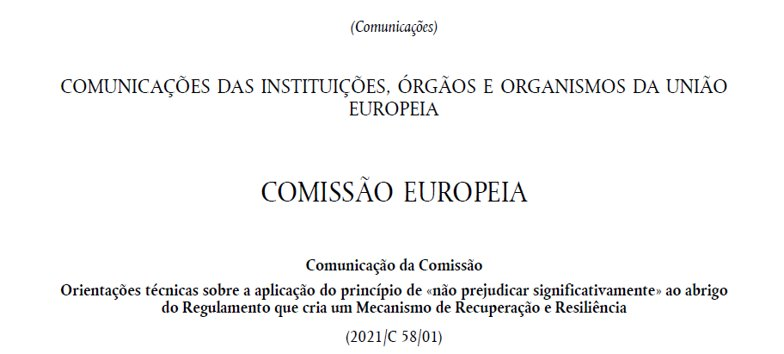 (Comunicações)
COMUNICAÇÕES DAS INSTITUIÇÕES, ÓRGÃOS E ORGANISMOS DA UNIÃO
EUROPEIA
COMISSÃO EUROPEIA
Comunicação da Comissão
Orientações técnicas sobre a aplicação do princípio de «não prejudicar significativamente» ao abrigo
do Regulamento que cria um Mecanismo de Recuperação e Resiliência
(2021/C 58/01)